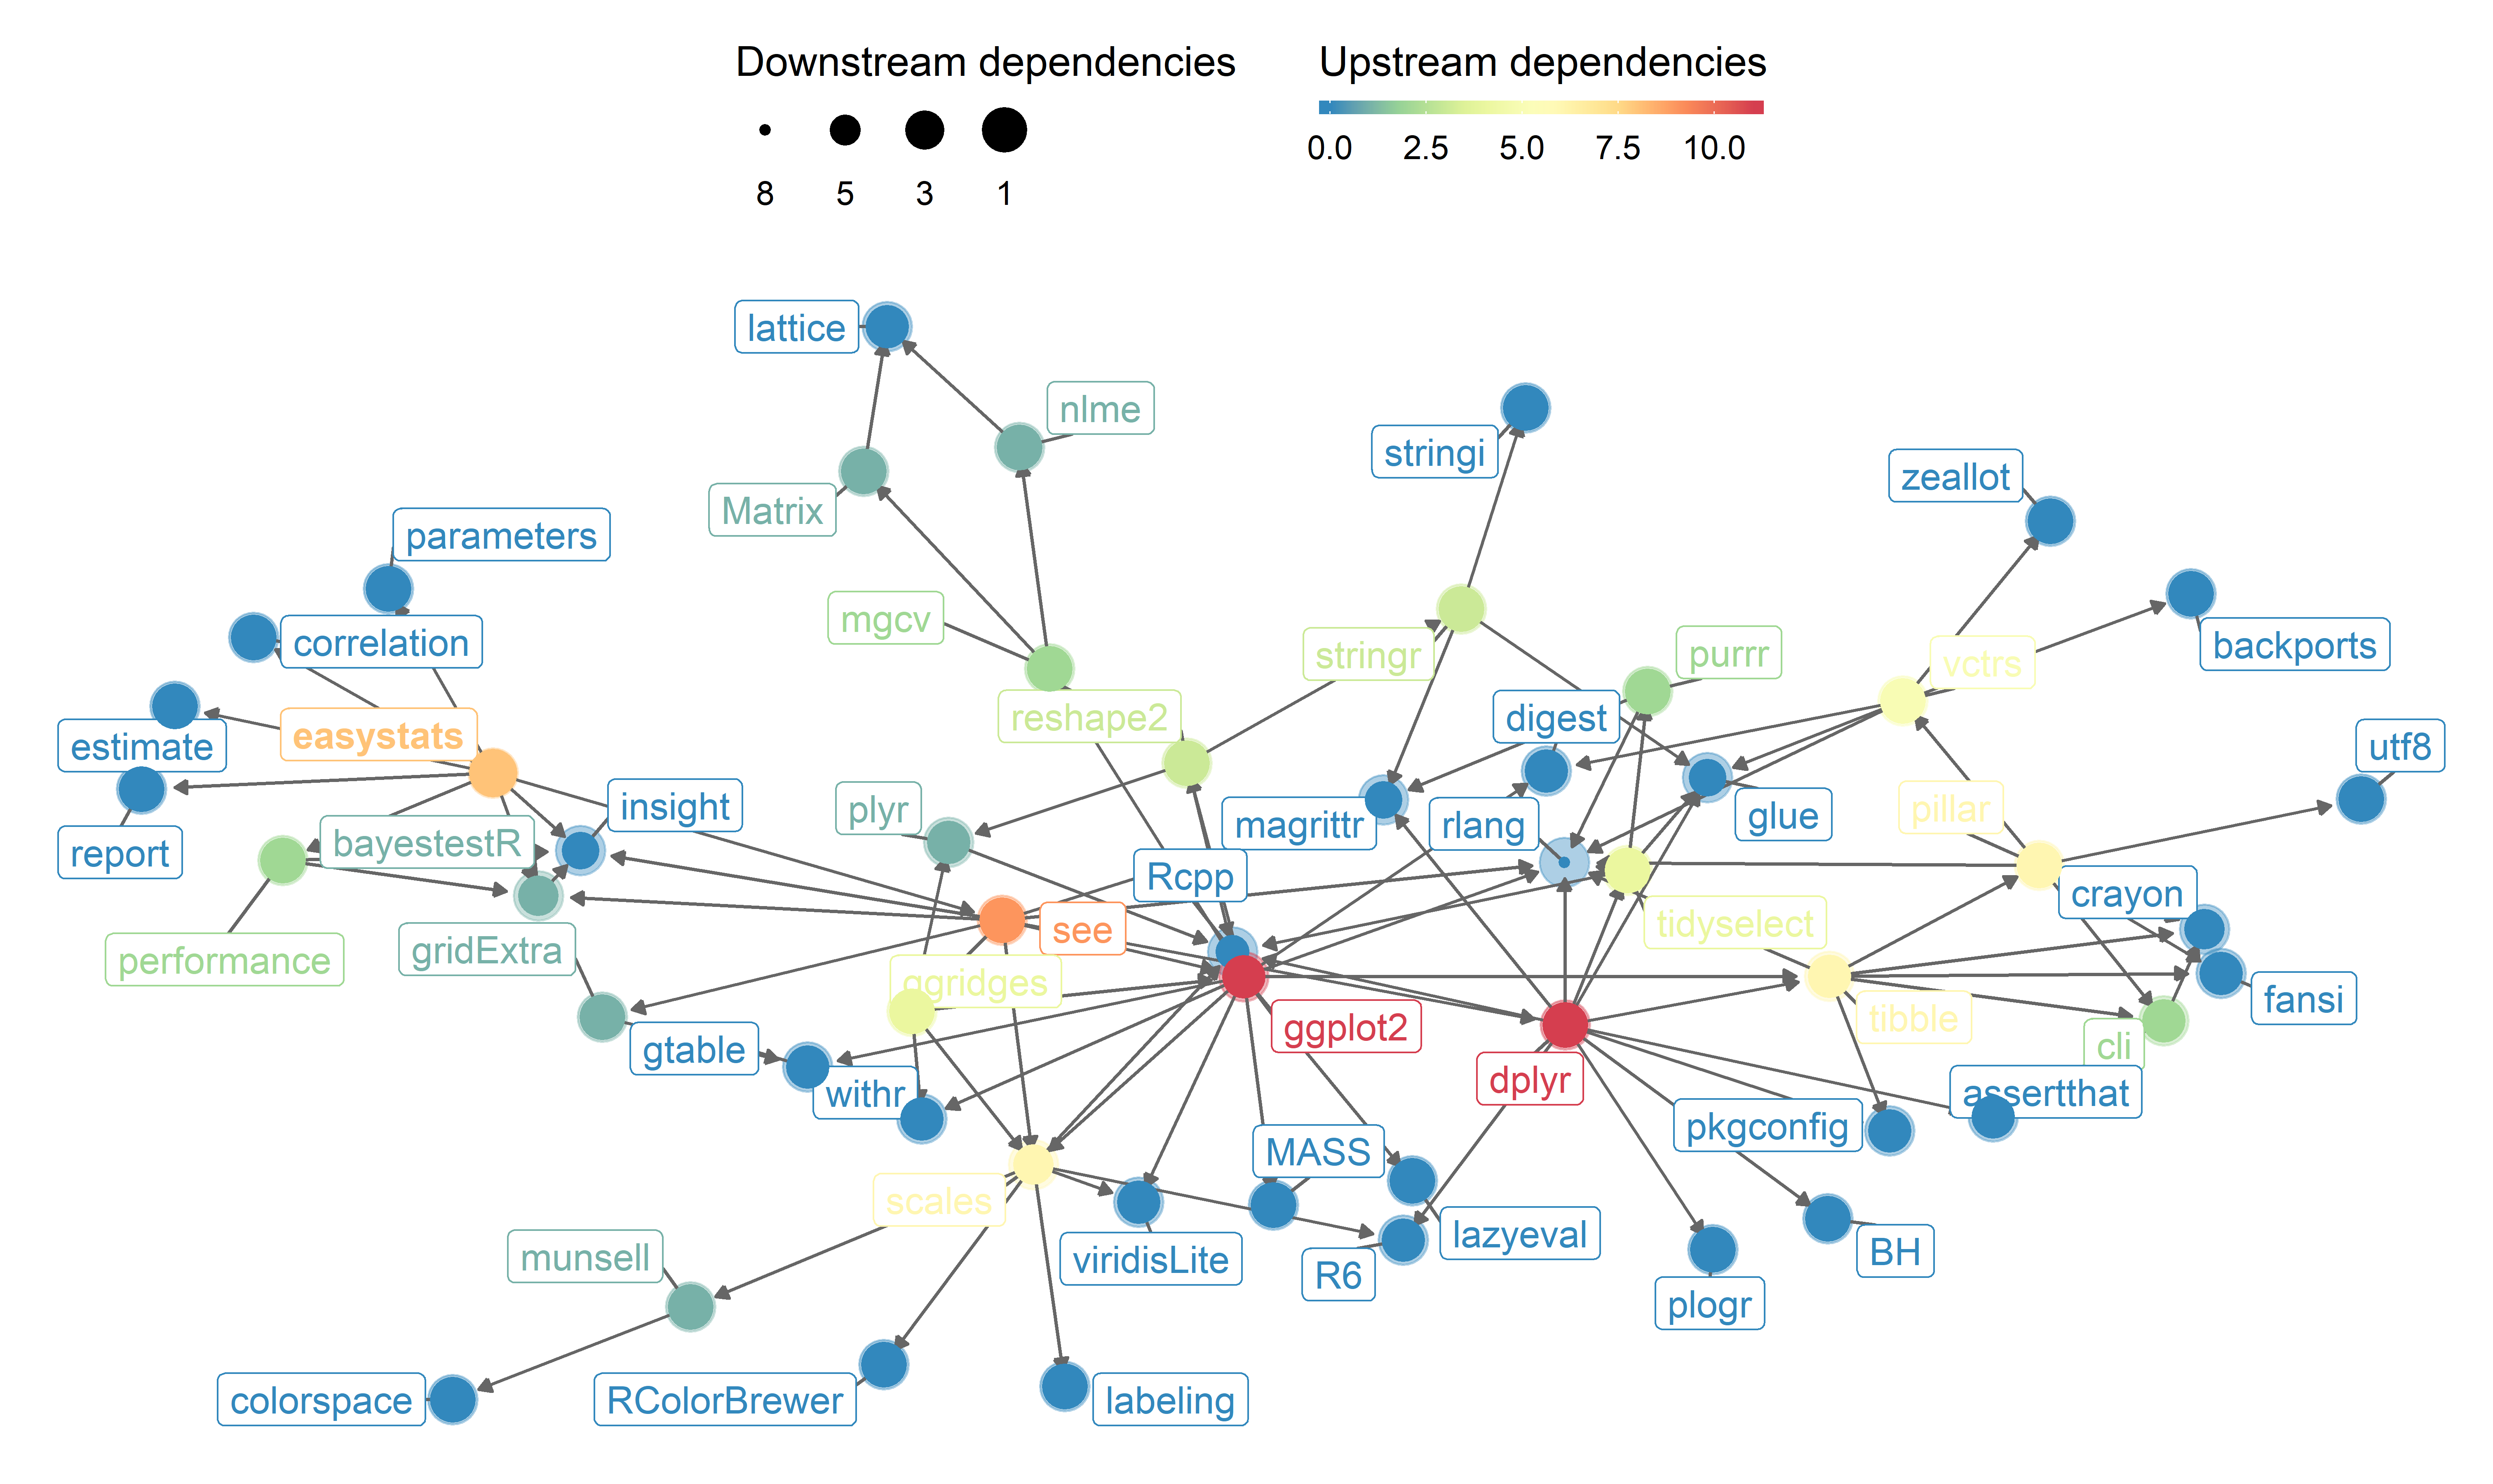 Downstream dependencies
8 5 3 1
Upstream dependencies
0.0 2.5 5.0 7.5 10.0
lattice
nlme
stringi
zeallot
Matrix
parameters
mgcv
correlation
stringr
purrr
vctrs
backports
reshape2
digest
easystats
estimate
utf8
insight
plyr
magrittr
rlang
glue
pillar
bayestestR
report
Rcpp
crayon
see
tidyselect
gridExtra
performance
ggridges
fansi
tibble
ggplot2
cli
gtable
dplyr
withr
assertthat
pkgconfig
MASS
scales
lazyeval
BH
munsell
viridisLite
R6
plogr
colorspace
RColorBrewer
labeling